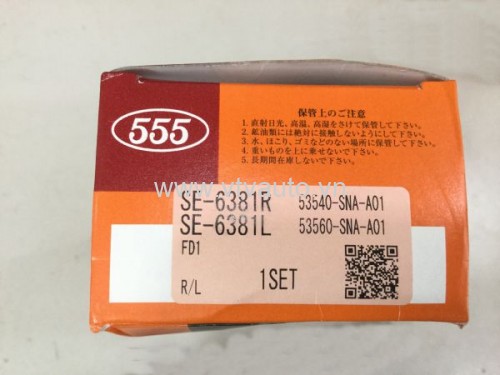 555
保管上のご注意
1. 直射日光、高温、高湿をさけて保管して下さい。
2. 鉱油類には絶対に接触しないようにして下さい。
3. 水、ほこり、ゴミなどのない場所に保管して下さい。
4. 重いものを上に乗せないで下さい。
5. 長期間在庫しないで下さい。
www.vtvauto.vn
SE-6381R 53540-SNA-A01
SE-6381L 53560-SNA-A01
FD1
R/L 1SET